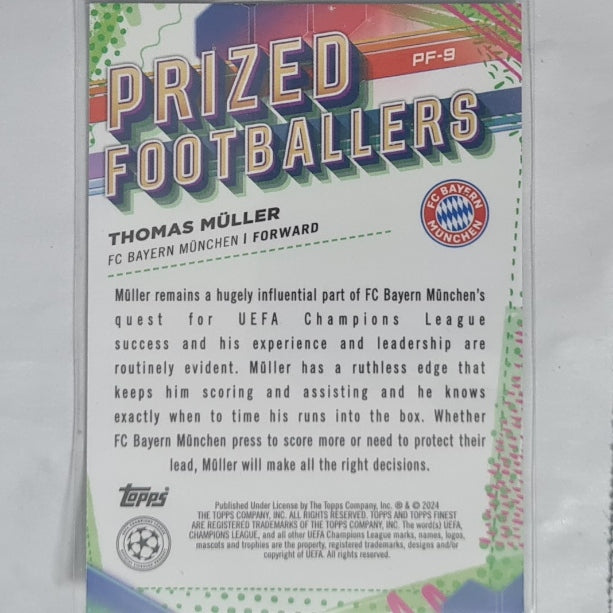 PF-9
PRIZED
FOOTBALLERS
THOMAS MÜLLER
FC BAYERN MÜNCHEN | FORWARD
FC BAYERN
MÜNCHEN
Müller remains a hugely influential part of FC Bayern München's
quest for UEFA Champions League
success and his experience and leadership are
routinely evident. Müller has a ruthless edge that
keeps him scoring and assisting and he knows
exactly when to time his runs into the box. Whether
FC Bayern München press to score more or need to protect their
lead, Müller will make all the right decisions.
Topps
Published Under License by The Topps Company, Inc. ® & © 2024
THE TOPPS COMPANY, INC. ALL RIGHTS RESERVED. TOPPS AND TOPPS FINEST
ARE REGISTERED TRADEMARKS OF THE TOPPS COMPANY, INC. The word(s) UEFA,
CHAMPIONS LEAGUE, and all other UEFA Champions League marks, names, logos,
mascots and trophies are the property, registered trademarks, designs and/or
copyright of UEFA. All rights reserved.